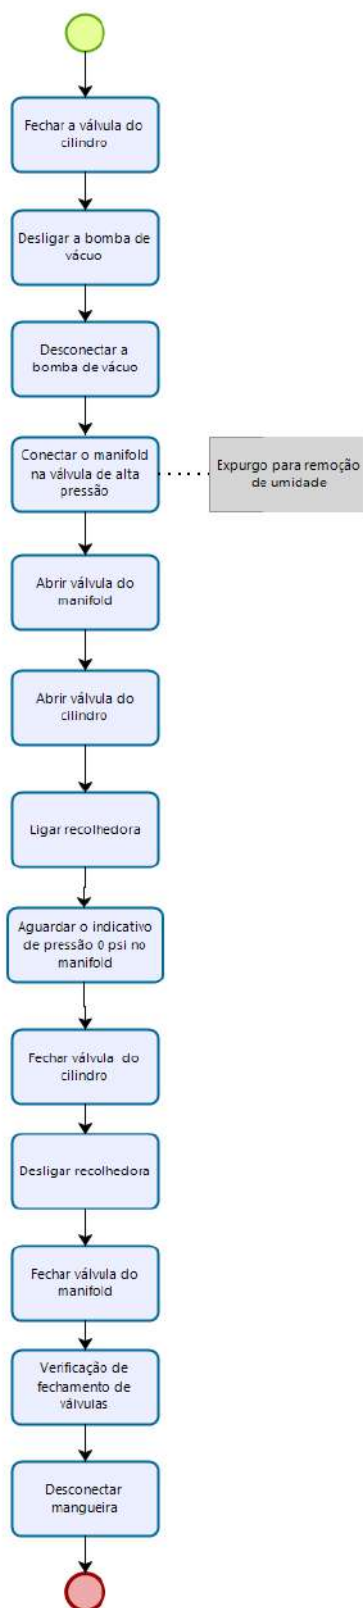 Fechar a válvula do
cilindro
Desligar a bomba de
vácuo
Desconectar a
bomba de vácuo
Conectar o manifold
na válvula de alta
pressão
Expurgo para remoção
de umidade
Abrir válvula do
manifold
Abrir válvula do
cilindro
Ligar recolhedora
Aguardar o indicativo
de pressão 0 psi no
manifold
Fechar válvula do
cilindro
Desligar recolhedora
Fechar válvula do
manifold
Verificação de
fechamento de
válvulas
Desconectar
mangueira